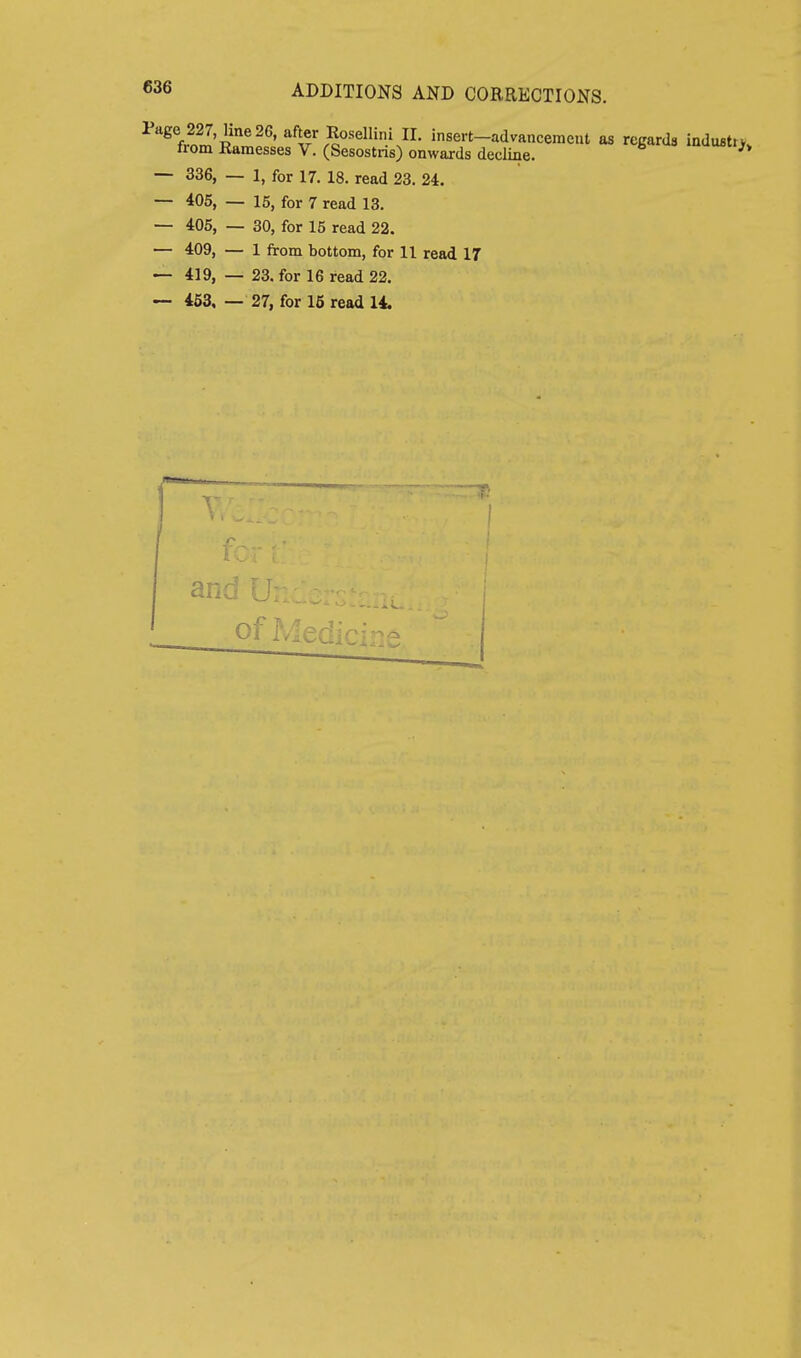 636 ADDITIONS AND CORRECTIONS.
Page 227, line 26, after Rosellini II. insert—advancement as regards industry,
from Ramesses V. (Sesostris) onwards decline.
— 336, — 1, for 17. 18. read 23. 24.
— 405, — 15, for 7 read 13.
— 405, — 30, for 15 read 22.
— 409, — 1 from bottom, for 11 read 17
— 419, — 23. for 16 read 22.
— 453, — 27, for 15 read 14.
for
and
of Medicine